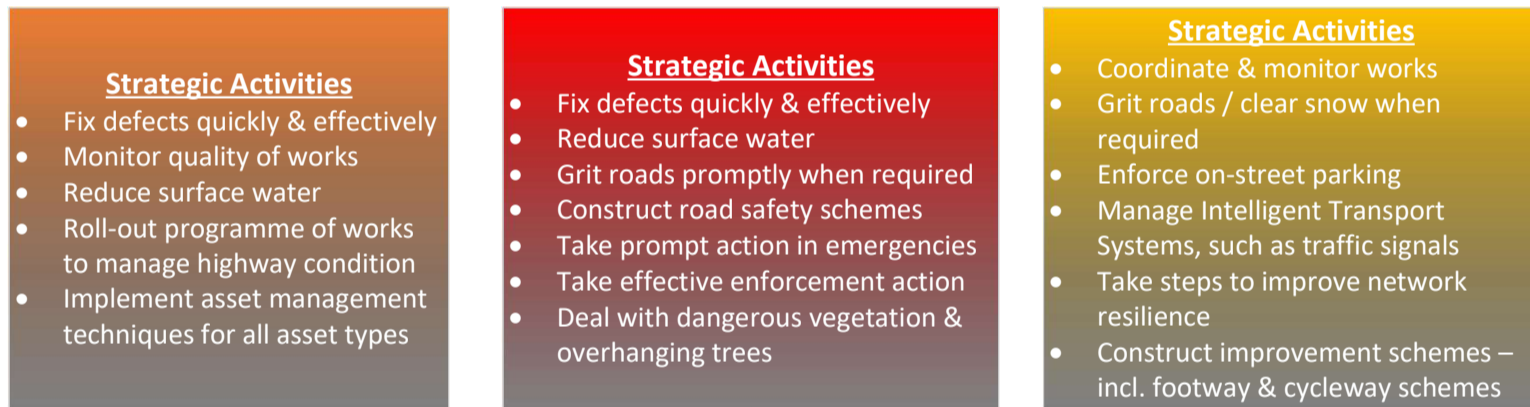 Strategic Activities
• Fix defects quickly & effectively
• Monitor quality of works
• Reduce surface water
• Roll-out programme of works
to manage highway condition
• Implement asset management
techniques for all asset types
Strategic Activities
• Fix defects quickly & effectively
• Reduce surface water
• Grit roads promptly when required
• Construct road safety schemes
• Take prompt action in emergencies
• Take effective enforcement action
• Deal with dangerous vegetation &
overhanging trees
Strategic Activities
• Coordinate & monitor works
• Grit roads / clear snow when
required
• Enforce on-street parking
• Manage Intelligent Transport
Systems, such as traffic signals
• Take steps to improve network
resilience
• Construct improvement schemes –
incl. footway & cycleway schemes